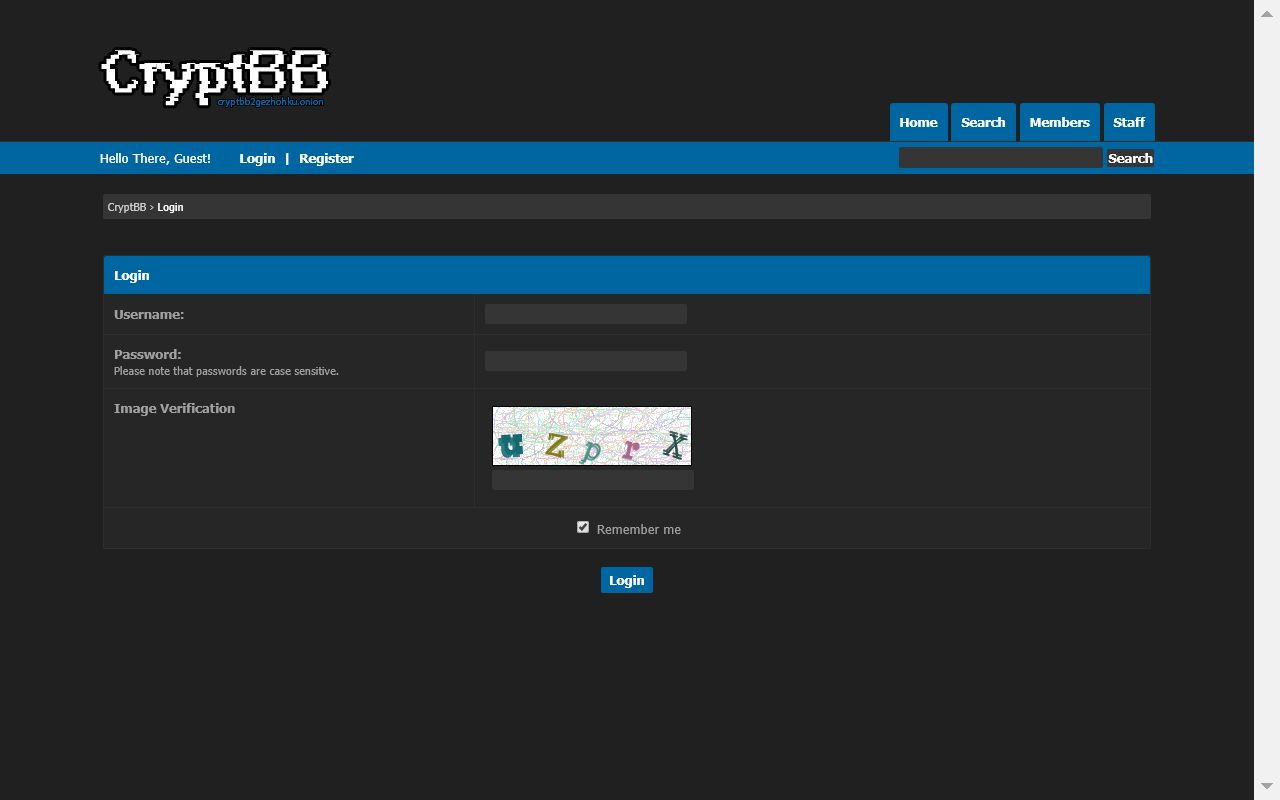 CryptBB
cryptbb2gezhohku.onion
Home Search Members Staff
Hello There, Guest! Login | Register
Search
CryptBB > Login
Login
Username:
Password:
Please note that passwords are case sensitive.
Image Verification
u z p r X
Remember me
Login